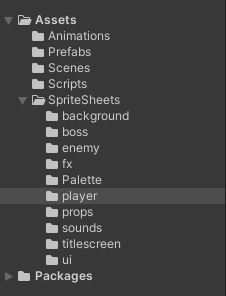 Assets
Animations
Prefabs
Scenes
Scripts
SpriteSheets
background
boss
enemy
fx
Palette
player
props
sounds
titlescreen
ui
Packages